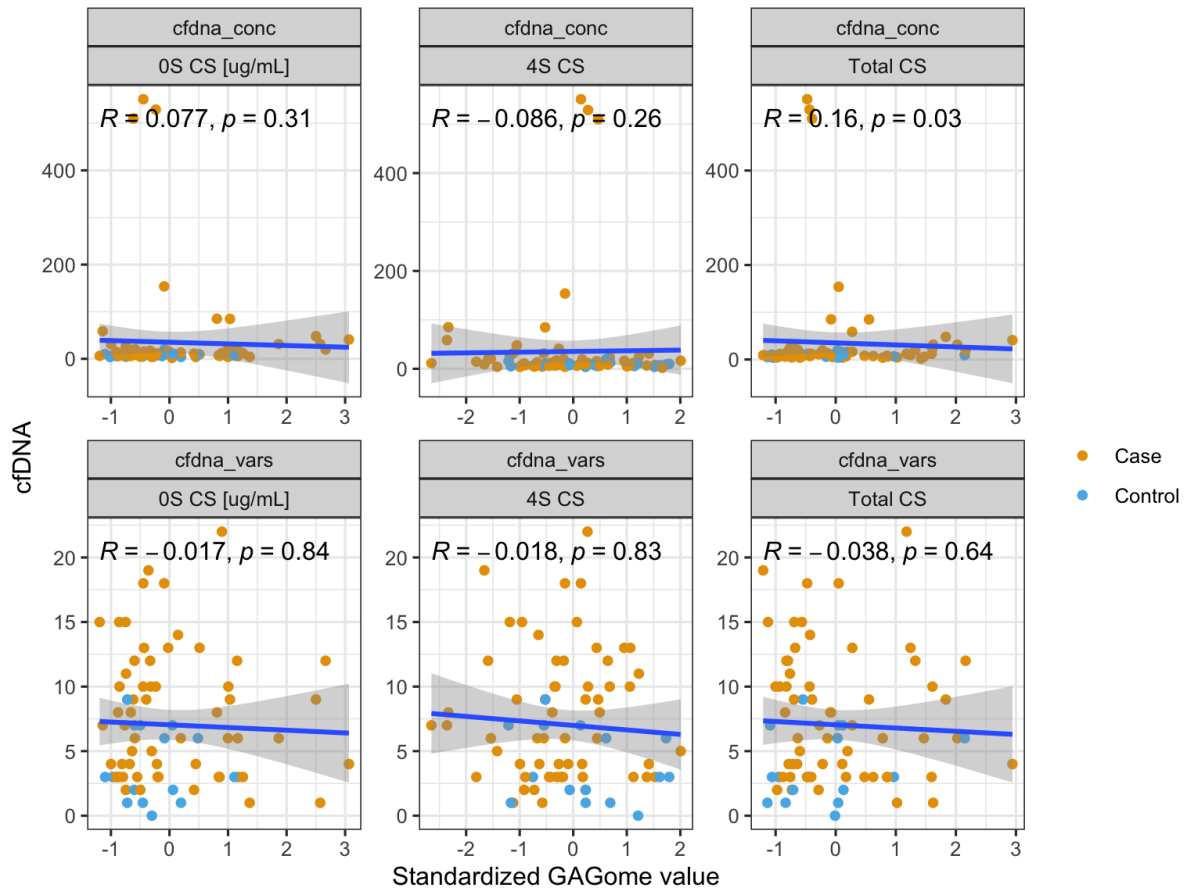 cfdna_conc cfdna_conc cfdna_conc
0S CS [ug/mL] 4S CS Total CS
R = 0.077, p = 0.31 R = −0.086, p = 0.26 R = 0.16, p = 0.03
400 400 400
200 200 200
0 0 0
-1 0 1 2 3 -2 -1 0 1 2 -1 0 1 2 3
cfDNA
cfdna_vars cfdna_vars cfdna_vars
0S CS [ug/mL] 4S CS Total CS
R = −0.017, p = 0.84 R = −0.018, p = 0.83 R = −0.038, p = 0.64
20 20 20
15 15 15
10 10 10
5 5 5
0 0 0
-1 0 1 2 3 -2 -1 0 1 2 -1 0 1 2 3
Standardized GAGome value
Case
Control